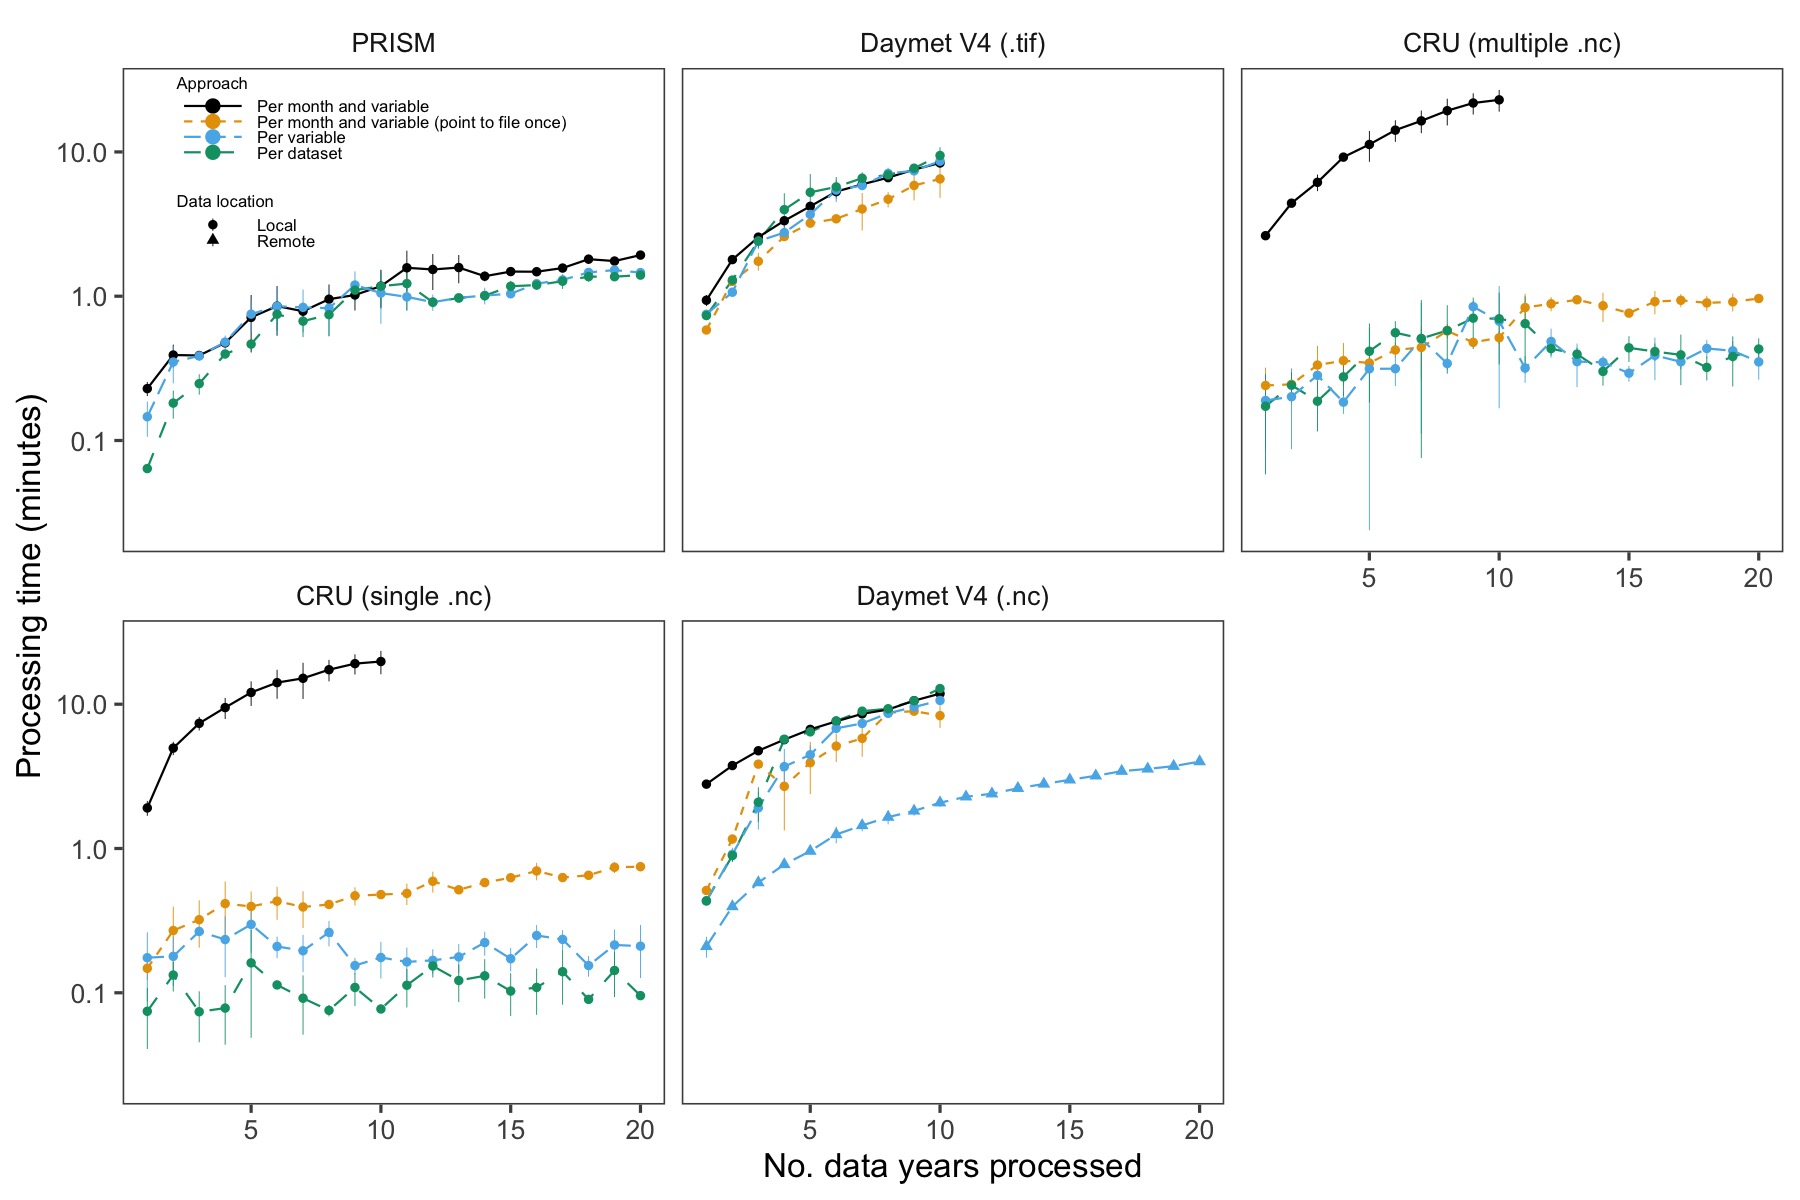 PRISM
Daymet V4 (.tif)
CRU (multiple .nc)
Approach
Per month and variable
Per month and variable (point to file once)
Per variable
Per dataset
Data location
Local
Remote
10.0
1.0
0.1
5 10 15 20
CRU (single .nc)
Daymet V4 (.nc)
10.0
1.0
0.1
5 10 15 20
5 10 15 20
Processing time (minutes)
No. data years processed